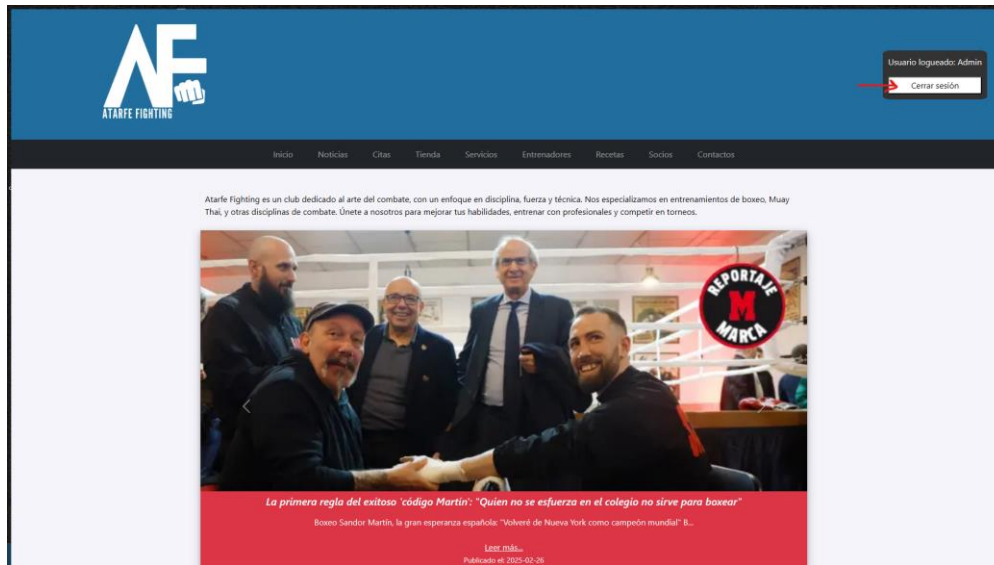 AF
ATARFE FIGHTING
Usuario logueado: Admin
Cerrar sesión
Inicio Noticias Citas Tienda Servicios Entrenadores Recetas Socios Contactos
Atarfe Fighting es un club dedicado al arte del combate, con un enfoque en disciplina, fuerza y técnica. Nos especializamos en entrenamientos de boxeo, Muay
Thai, y otras disciplinas de combate. Únete a nosotros para mejorar tus habilidades, entrenar con profesionales y competir en torneos.
REPORTAJE
M
MARCA
La primera regla del exitoso 'código Martín': "Quien no se esfuerza en el colegio no sirve para boxear"
Boxeo Sandor Martín, la gran esperanza española: "Volveré de Nueva York como campeón mundial" B...
Leer más...
Publicado el: 2025-02-26